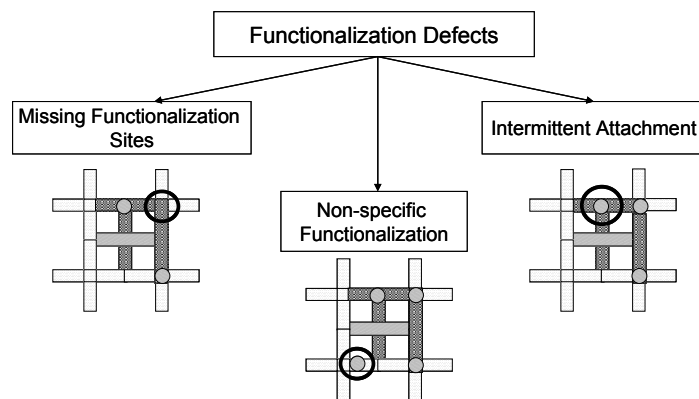 Functionalization Defects
Missing Functionalization
Sites
Intermittent Attachment
Non-specific
Functionalization